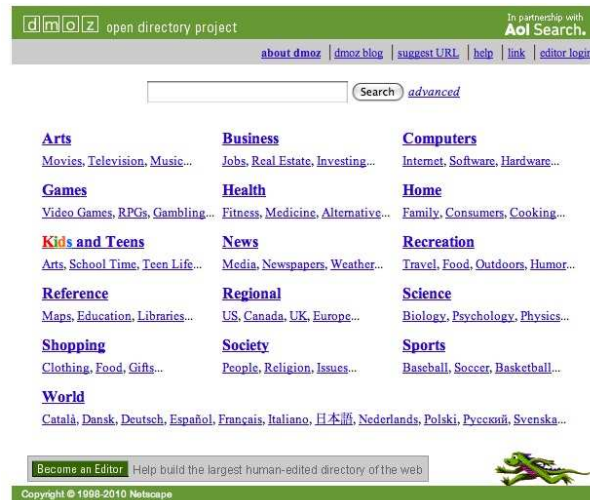 dmoz open directory project
In partnership with
Aol Search.
about dmoz | dmoz blog | suggest URL | help | link | editor login
Search advanced
Arts Business Computers
Movies, Television, Music... Jobs, Real Estate, Investing... Internet, Software, Hardware...
Games Health Home
Video Games, RPGs, Gambling... Fitness, Medicine, Alternative... Family, Consumers, Cooking...
Kids and Teens News Recreation
Arts, School Time, Teen Life... Media, Newspapers, Weather... Travel, Food, Outdoors, Humor...
Reference Regional Science
Maps, Education, Libraries... US, Canada, UK, Europe... Biology, Psychology, Physics...
Shopping Society Sports
Clothing, Food, Gifts... People, Religion, Issues... Baseball, Soccer, Basketball...
World
Català, Dansk, Deutsch, Español, Français, Italiano, 日本語, Nederlands, Polski, Русский, Svenska...
Become an Editor Help build the largest human-edited directory of the web
Copyright © 1998-2010 Netscape